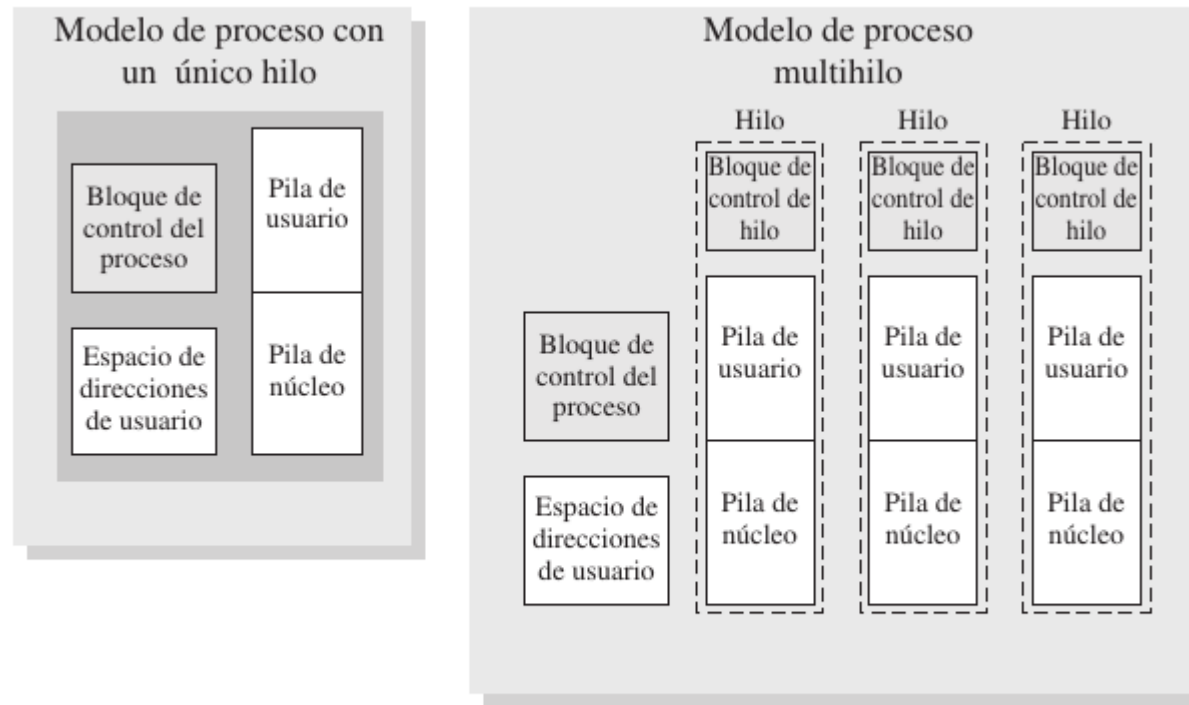 Modelo de proceso con
un único hilo
Bloque de
control del
proceso
Pila de
usuario
Espacio de
direcciones
de usuario
Pila de
núcleo
Modelo de proceso
multihilo
Hilo
Hilo
Hilo
Bloque de
control de
hilo
Bloque de
control de
hilo
Bloque de
control de
hilo
Bloque de
control del
proceso
Pila de
usuario
Pila de
usuario
Pila de
usuario
Espacio de
direcciones
de usuario
Pila de
núcleo
Pila de
núcleo
Pila de
núcleo